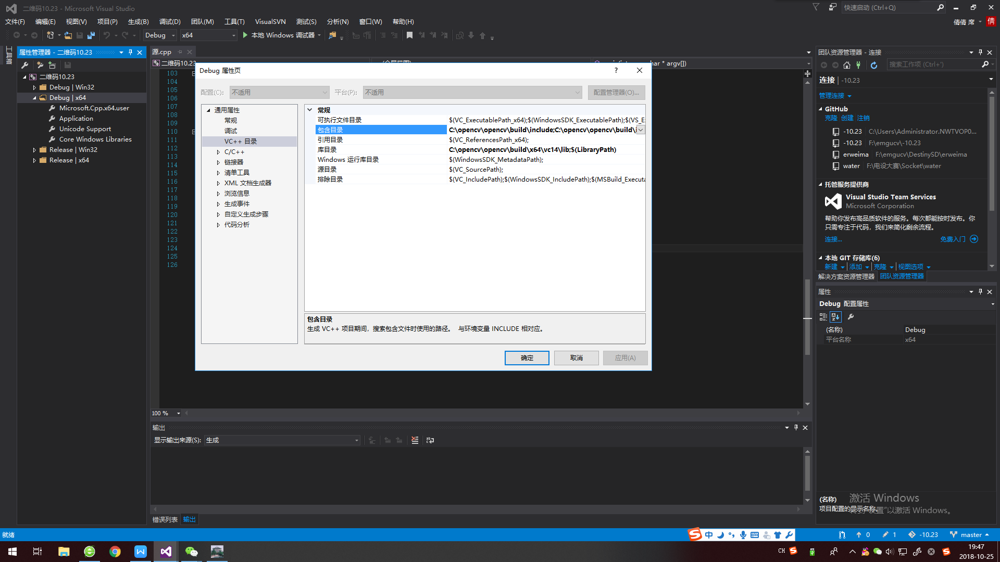 二维码10.23 - Microsoft Visual Studio
快速启动 (Ctrl+Q)
文件(F) 编辑(E) 视图(V) 项目(P) 生成(B) 调试(D) 团队(M) 工具(T) VisualSVN 测试(S) 分析(N) 窗口(W) 帮助(H)
倩倩 席 倩
Debug x64 本地 Windows 调试器
工具箱
属性管理器 - 二维码10.23
二维码10.23
Debug | Win32
Debug | x64
Microsoft.Cpp.x64.user
Application
Unicode Support
Core Windows Libraries
Release | Win32
Release | x64
源.cpp
二维码10.23
har * argv[])
103
104
105
106
107
108
109
110
111
112
113
114
115
116
117
118
119
120
121
122
123
124
125
126
Debug 属性页
配置(C): 不适用 平台(P): 不适用 配置管理器(O)...
通用属性
常规
调试
VC++ 目录
C/C++
链接器
清单工具
XML 文档生成器
浏览信息
生成事件
自定义生成步骤
代码分析
常规
可执行文件目录 $(VC_ExecutablePath_x64);$(WindowsSDK_ExecutablePath);$(VS_E
包含目录 C:\opencv\opencv\build\include;C:\opencv\opencv\build\i
引用目录 $(VC_ReferencesPath_x64);
库目录 C:\opencv\opencv\build\x64\vc14\lib;$(LibraryPath)
Windows 运行库目录 $(WindowsSDK_MetadataPath);
源目录 $(VC_SourcePath);
排除目录 $(VC_IncludePath);$(WindowsSDK_IncludePath);$(MSBuild_Executa
包含目录
生成 VC++ 项目期间，搜索包含文件时使用的路径。 与环境变量 INCLUDE 相对应。
确定 取消 应用(A)
100 %
输出
显示输出来源(S): 生成
错误列表 输出
团队资源管理器 - 连接
搜索工作项 (Ctrl+')
连接 | -10.23
管理连接
GitHub
克隆 创建 注销
-10.23 C:\Users\Administrator.NWTVOP0...
-10.23 F:\emgucv\-10.23
erweima F:\emgucv\DestinySD\erweima
water F:\电设大赛\Socket\water
托管服务提供商
Visual Studio Team Services
Microsoft Corporation
帮助你发布高品质软件的服务。每次都能按时发布。你
只需专注于代码，我们来简化剩余流程。
连接... 免费入门
本地 GIT 存储库(6)
新建 添加 克隆 视图选项
解决方案资源管理器 团队资源管理器
属性
Debug 配置属性
(名称) Debug
平台名称 x64
(名称)
项目配置的显示名称。
激活 Windows
转到"设置"以激活 Windows。
就绪
中
0 1 -10.23 master
CH
19:47
2018-10-25